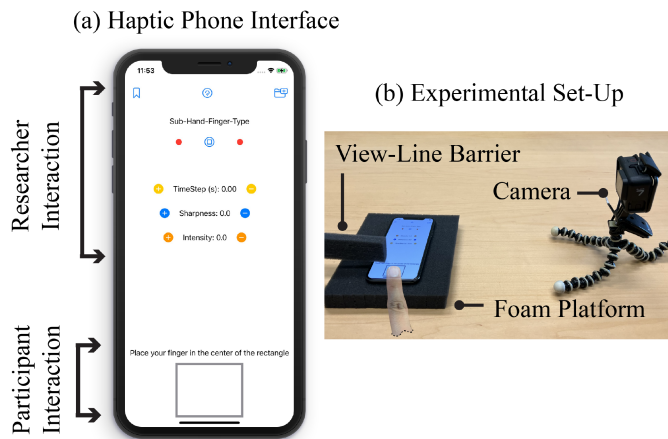 (a) Haptic Phone Interface
11:53
Sub-Hand-Finger-Type
TimeStep (s): 0.00
Sharpness: 0.0
Intensity: 0.0
Place your finger in the center of the rectangle
Researcher
Interaction
Participant
Interaction
(b) Experimental Set-Up
View-Line Barrier
Camera
Foam Platform